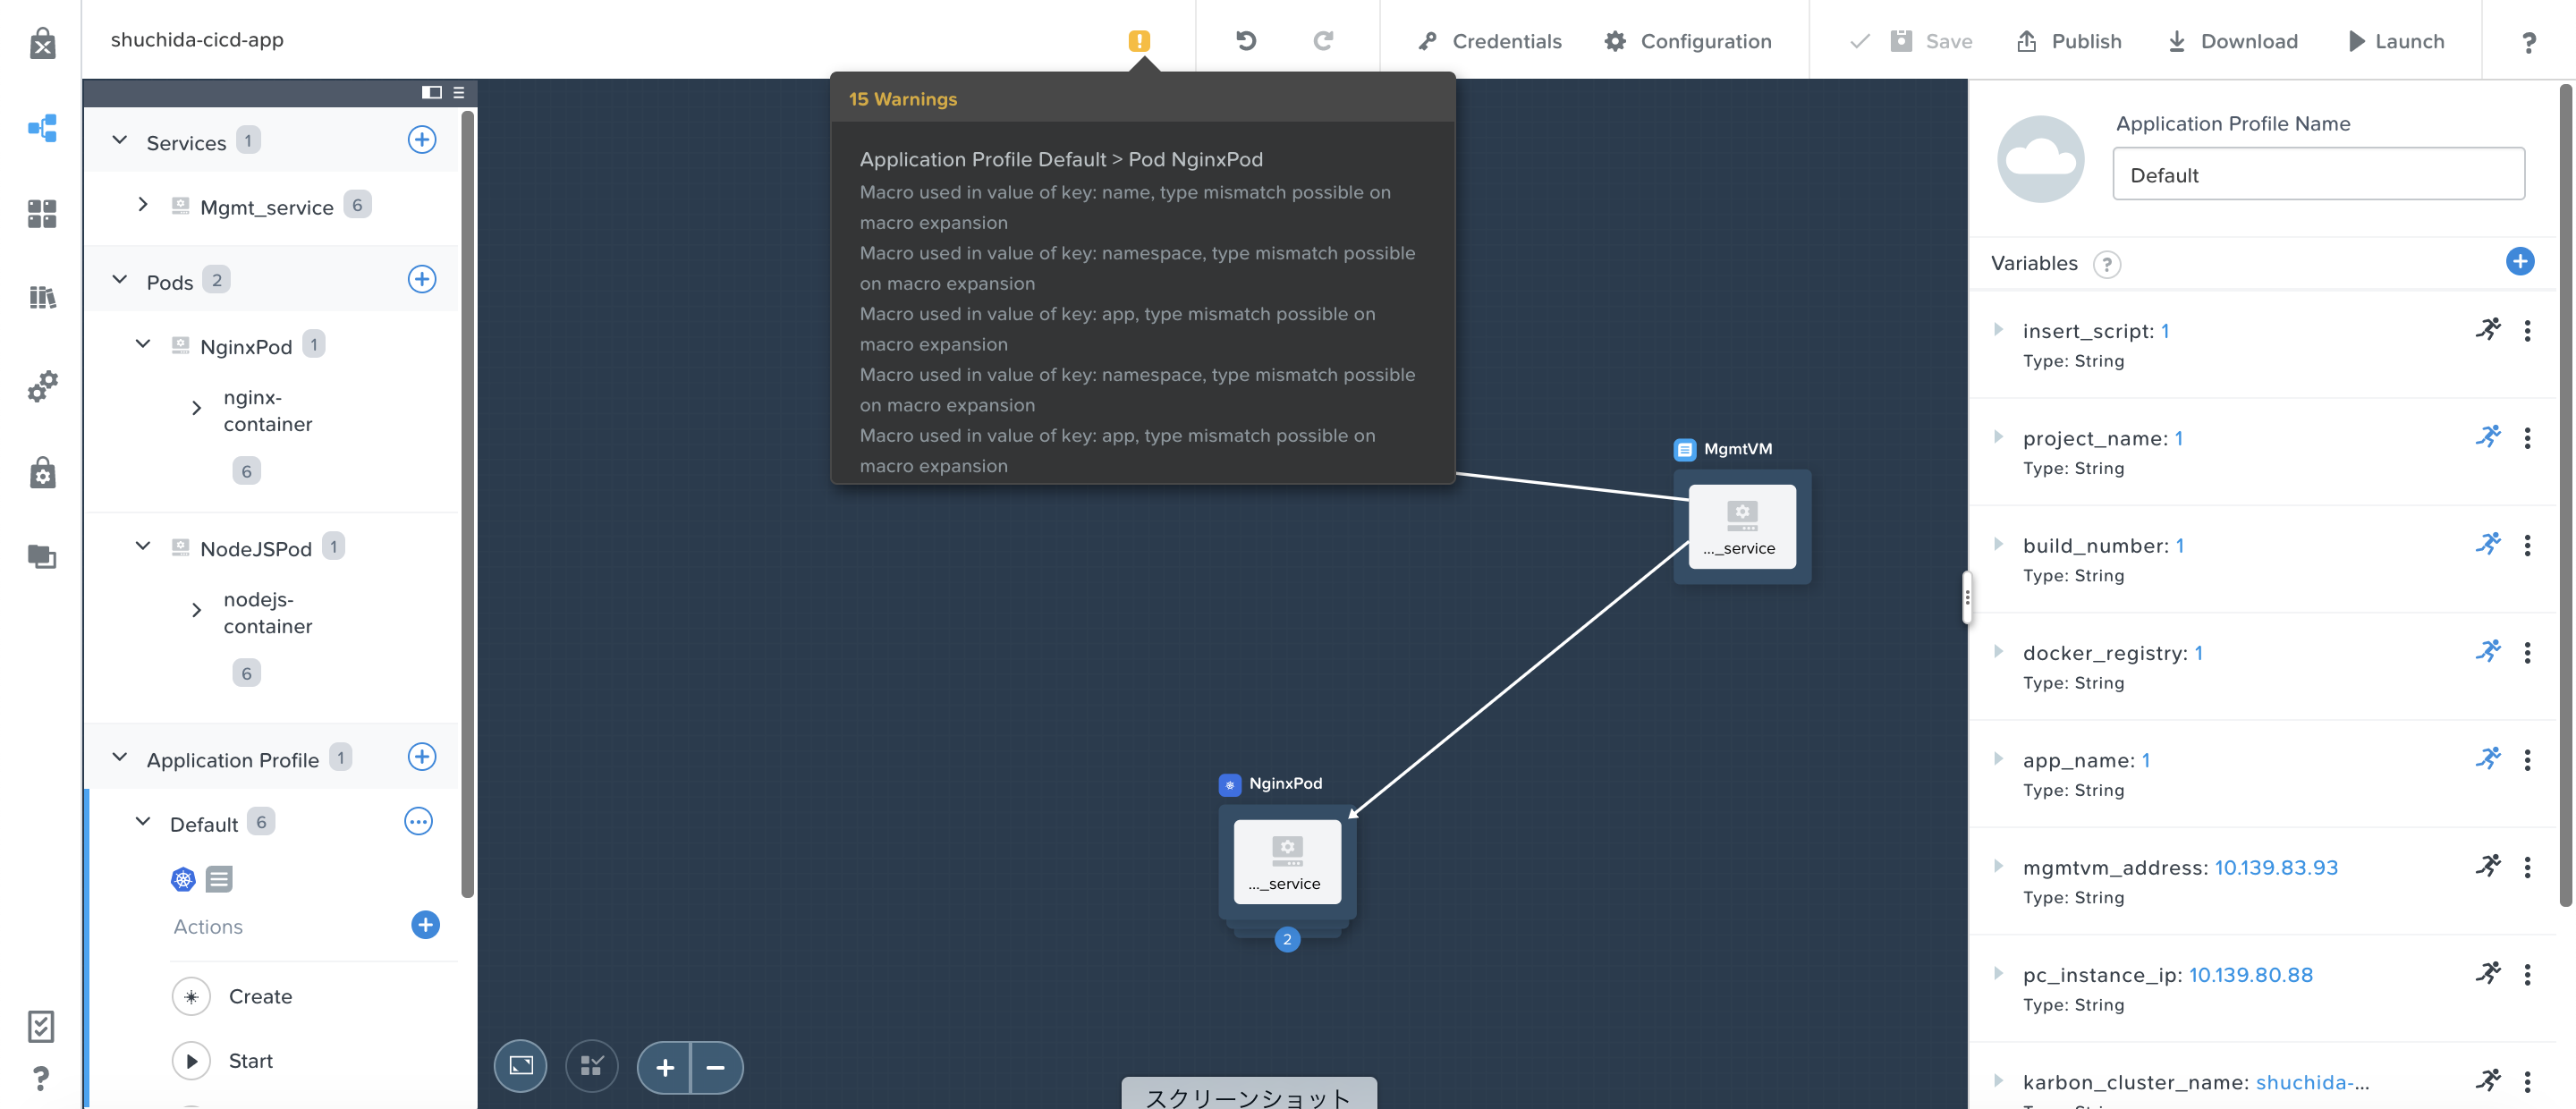 shuchida-cicd-app
Credentials
Configuration
Save
Publish
Download
Launch
?
15 Warnings
Application Profile Default > Pod NginxPod
Macro used in value of key: name, type mismatch possible on
macro expansion
Macro used in value of key: namespace, type mismatch possible
on macro expansion
Macro used in value of key: app, type mismatch possible on
macro expansion
Macro used in value of key: namespace, type mismatch possible
on macro expansion
Macro used in value of key: app, type mismatch possible on
macro expansion
Services 1
Mgmt_service 6
Pods 2
NginxPod 1
nginx-
container
6
NodeJSPod 1
nodejs-
container
6
Application Profile 1
Default 6
Actions
Create
Start
?
MgmtVM
..._service
NginxPod
..._service
2
スクリーンショット
Application Profile Name
Default
Variables ?
insert_script: 1
Type: String
project_name: 1
Type: String
build_number: 1
Type: String
docker_registry: 1
Type: String
app_name: 1
Type: String
mgmtvm_address: 10.139.83.93
Type: String
pc_instance_ip: 10.139.80.88
Type: String
karbon_cluster_name: shuchida-...